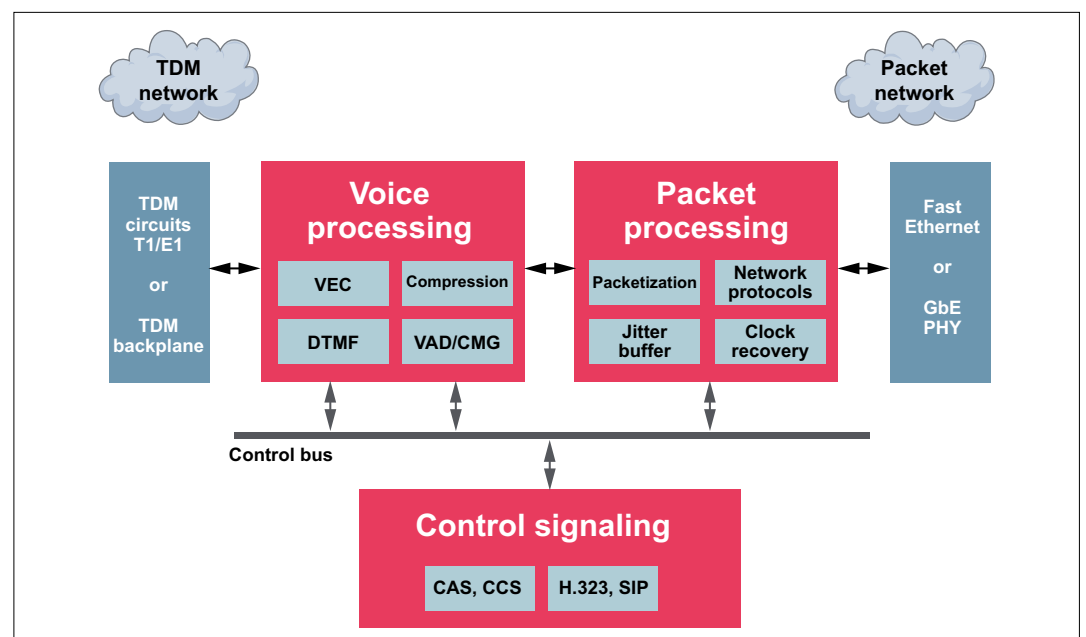 TDM
network
Packet
network
TDM
circuits
T1/E1
or
TDM
backplane
Voice
processing
VEC
Compression
DTMF
VAD/CMG
Packet
processing
Packetization
Network
protocols
Jitter
buffer
Clock
recovery
Fast
Ethernet
or
GbE
PHY
Control bus
Control signaling
CAS, CCS
H.323, SIP